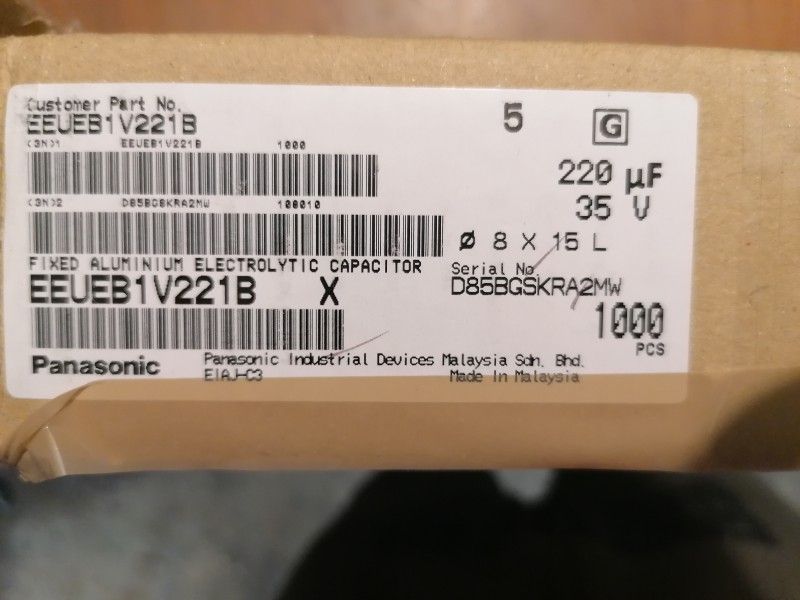 Customer Part No.
EEUEB1V221B
5 G
(3N)1 EEUEB1V221B 1000
220 µF
(3N)2 D85BGSKRA2MW 108010
35 V
Ø 8 X 15 L
FIXED ALUMINIUM ELECTROLYTIC CAPACITOR
Serial No.
EEUEB1V221B X
D85BGSKRA2MW
1000
PCS
Panasonic
Panasonic Industrial Devices Malaysia Sdn. Bhd.
EIAJ-C3 Made In Malaysia